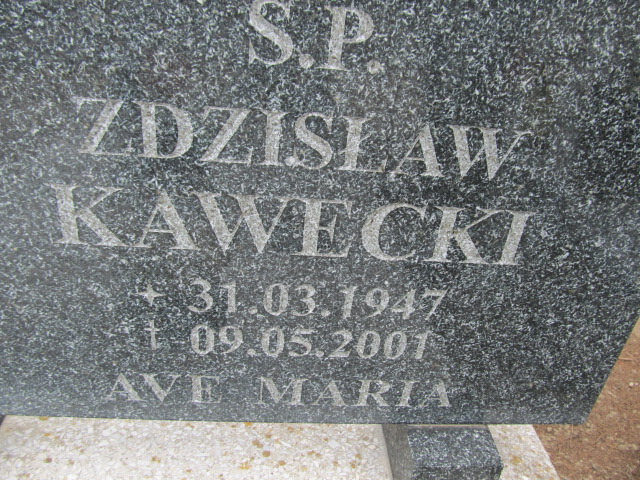 Ś.P.
ZDZISŁAW
KAWECKI
* 31.03.1947
† 09.05.2001
AVE MARIA